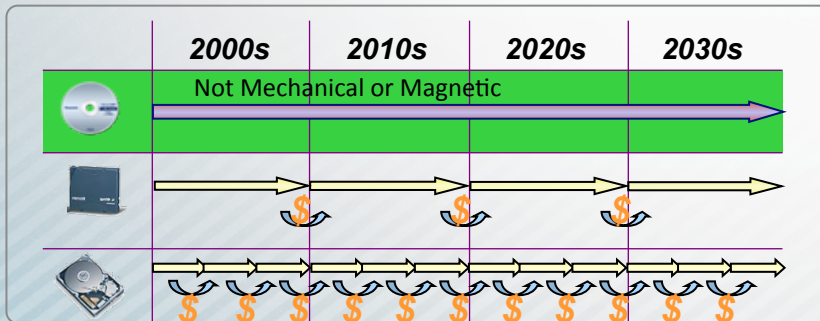 2000s 2010s 2020s 2030s
Not Mechanical or Magnetic
$ $ $
$ $ $ $ $ $ $ $ $ $ $